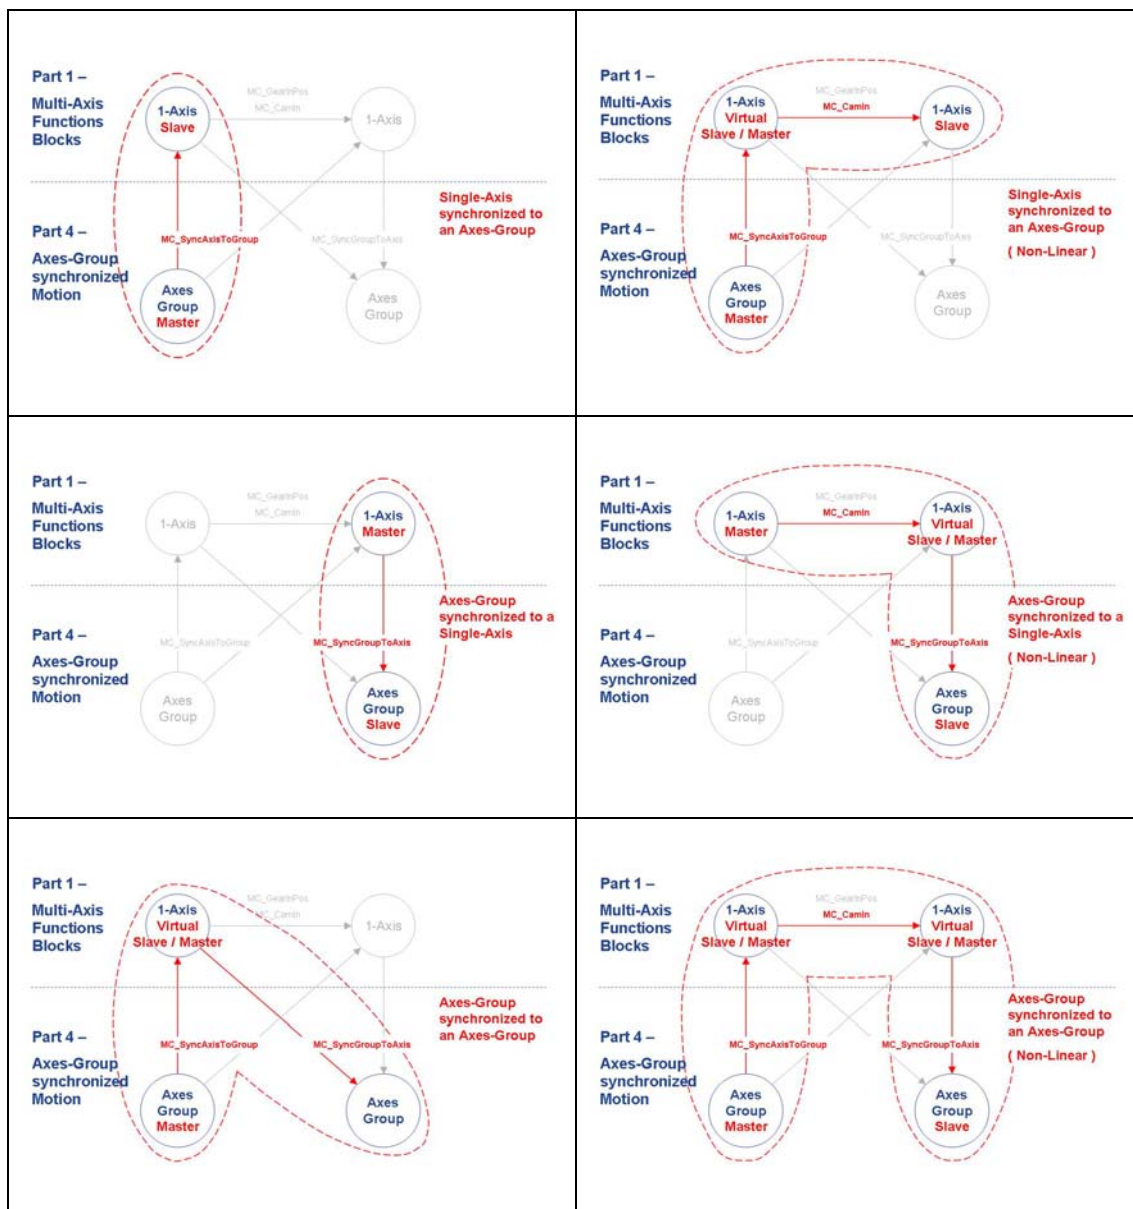 Part 1 –
Multi-Axis
Functions
Blocks
MC_GearInPos
MC_CamIn
1-Axis
Slave
1-Axis
Single-Axis
synchronized to
an Axes-Group
Part 4 –
Axes-Group
synchronized
Motion
MC_SyncAxisToGroup
MC_SyncGroupToAxis
Axes
Group
Master
Axes
Group
Part 1 –
Multi-Axis
Functions
Blocks
MC_GearInPos
MC_CamIn
1-Axis
Virtual
Slave / Master
1-Axis
Slave
Single-Axis
synchronized to
an Axes-Group
( Non-Linear )
Part 4 –
Axes-Group
synchronized
Motion
MC_SyncAxisToGroup
MC_SyncGroupToAxis
Axes
Group
Master
Axes
Group
Part 1 –
Multi-Axis
Functions
Blocks
MC_GearInPos
MC_CamIn
1-Axis
1-Axis
Master
Axes-Group
synchronized to a
Single-Axis
Part 4 –
Axes-Group
synchronized
Motion
MC_SyncAxisToGroup
MC_SyncGroupToAxis
Axes
Group
Axes
Group
Slave
Part 1 –
Multi-Axis
Functions
Blocks
MC_GearInPos
MC_CamIn
1-Axis
Master
1-Axis
Virtual
Slave / Master
Axes-Group
synchronized to a
Single-Axis
( Non-Linear )
Part 4 –
Axes-Group
synchronized
Motion
MC_SyncAxisToGroup
MC_SyncGroupToAxis
Axes
Group
Axes
Group
Slave
Part 1 –
Multi-Axis
Functions
Blocks
MC_GearInPos
MC_CamIn
1-Axis
Virtual
Slave / Master
1-Axis
Axes-Group
synchronized to
an Axes-Group
Part 4 –
Axes-Group
synchronized
Motion
MC_SyncAxisToGroup
MC_SyncGroupToAxis
Axes
Group
Master
Axes
Group
Part 1 –
Multi-Axis
Functions
Blocks
MC_GearInPos
MC_CamIn
1-Axis
Virtual
Slave / Master
1-Axis
Virtual
Slave / Master
Axes-Group
synchronized to
an Axes-Group
( Non-Linear )
Part 4 –
Axes-Group
synchronized
Motion
MC_SyncAxisToGroup
MC_SyncGroupToAxis
Axes
Group
Master
Axes
Group
Slave